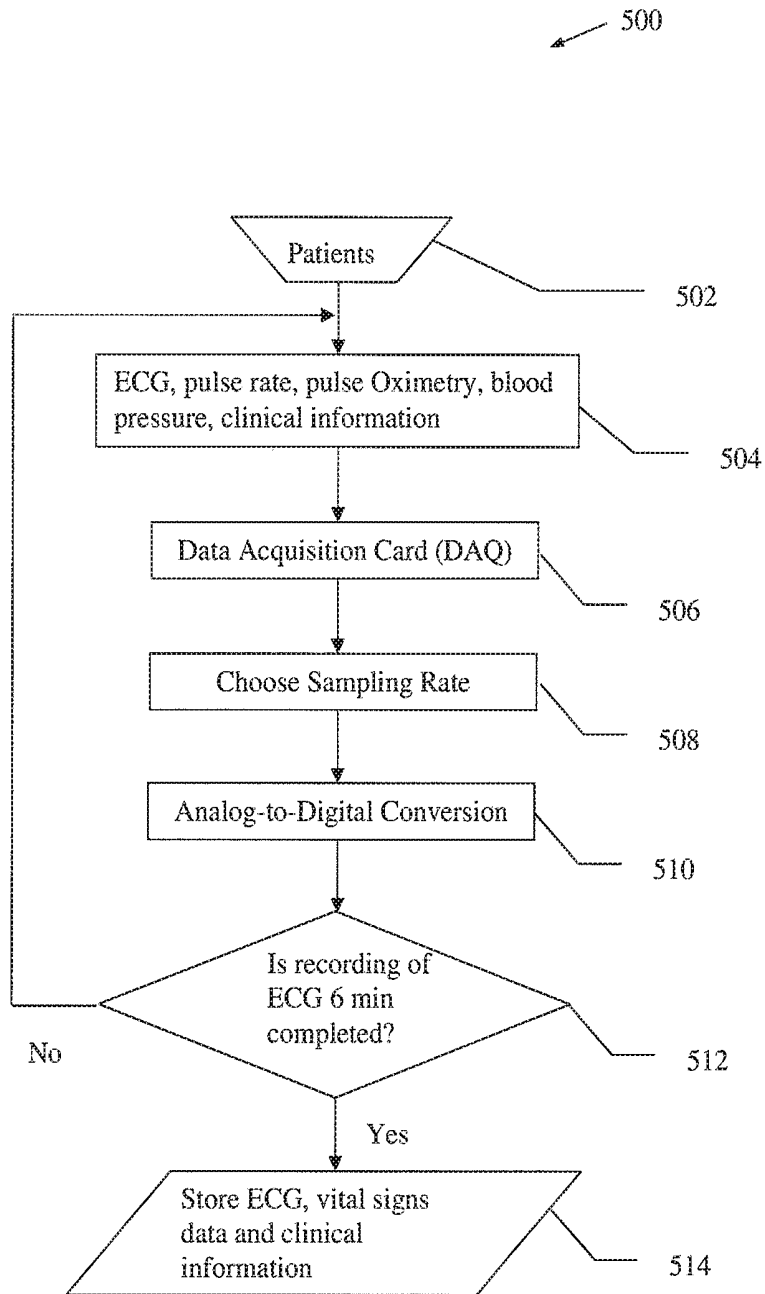 500
Patients
502
ECG, pulse rate, pulse Oximetry, blood
pressure, clinical information
504
Data Acquisition Card (DAQ)
506
Choose Sampling Rate
508
Analog-to-Digital Conversion
510
Is recording of
ECG 6 min
completed?
No
512
Yes
Store ECG, vital signs
data and clinical
information
514